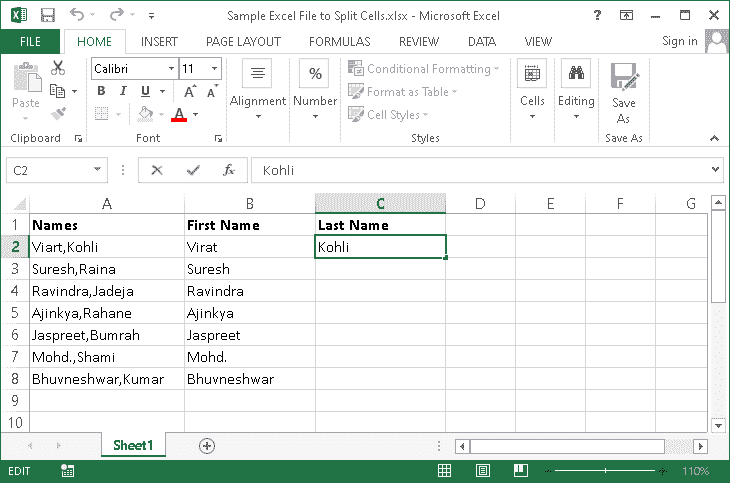 Sample Excel File to Split Cells.xlsx - Microsoft Excel
FILE HOME INSERT PAGE LAYOUT FORMULAS REVIEW DATA VIEW Sign in
Paste
Clipboard
Calibri 11
B I U A A
A
Font
Alignment
%
Number
Conditional Formatting
Format as Table
Cell Styles
Styles
Cells
Editing
Save
As
Save As
C2 fx Kohli
A B C D E F G
1 Names First Name Last Name
2 Viart,Kohli Virat Kohli
3 Suresh,Raina Suresh
4 Ravindra,Jadeja Ravindra
5 Ajinkya,Rahane Ajinkya
6 Jaspreet,Bumrah Jaspreet
7 Mohd.,Shami Mohd.
8 Bhuvneshwar,Kumar Bhuvneshwar
9
10
Sheet1
EDIT 110%